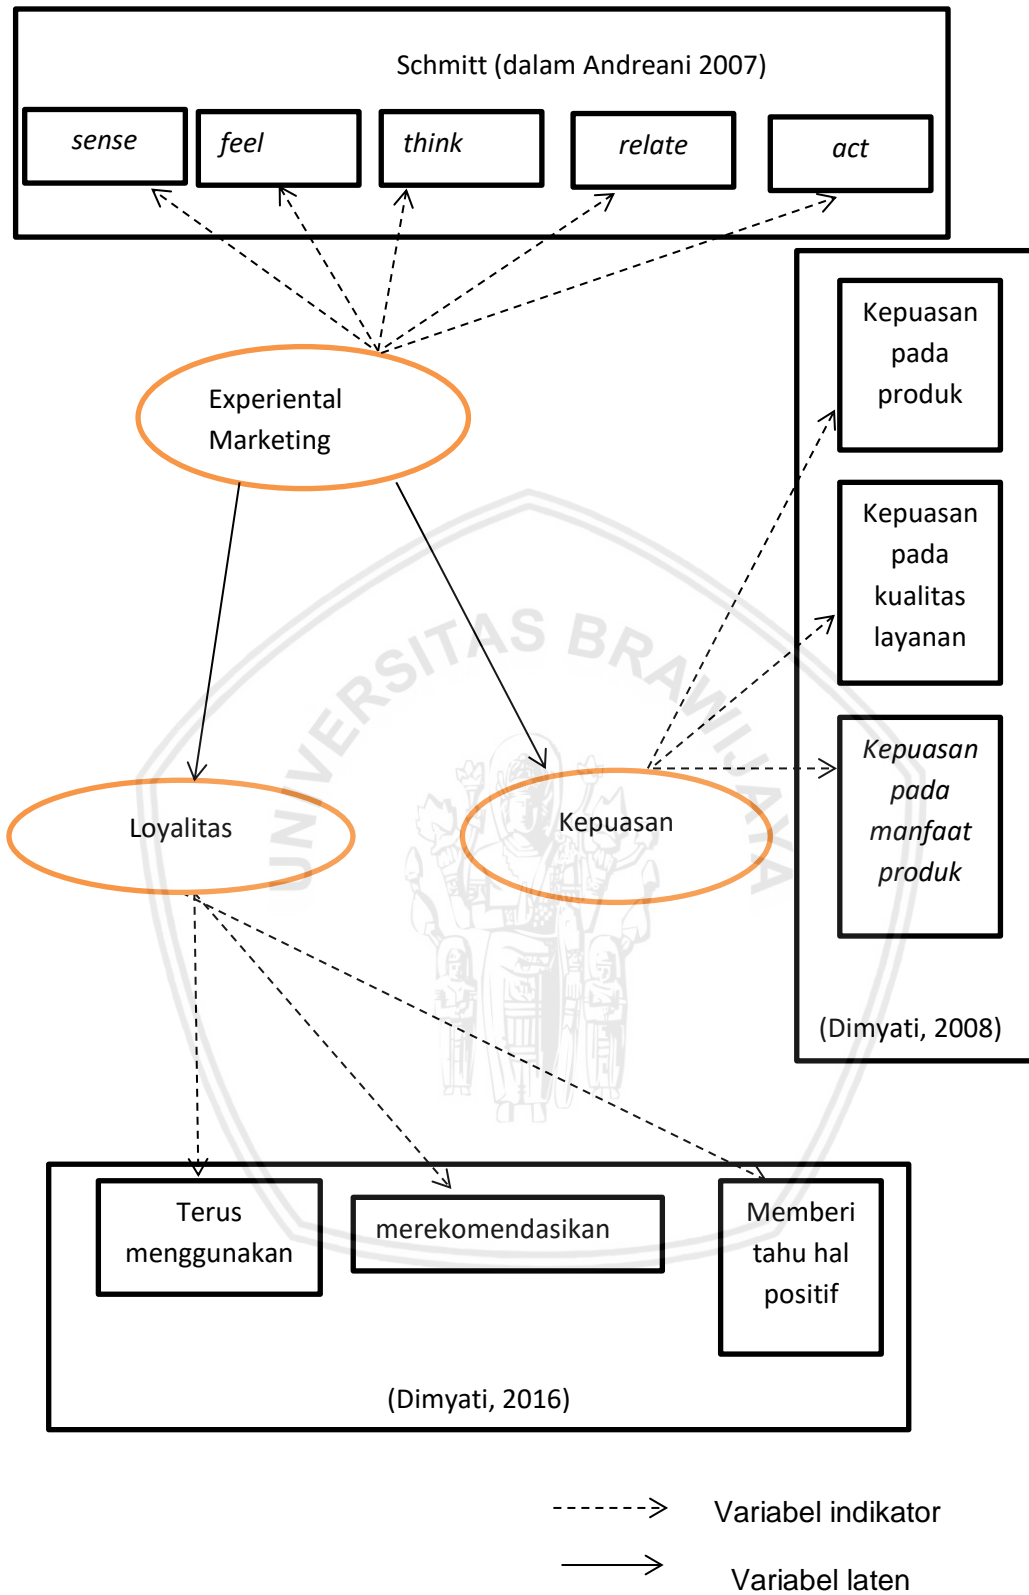 Schmitt (dalam Andreani 2007)
sense
feel
think
relate
act
Kepuasan
pada
produk
Experiental
Marketing
Kepuasan
pada
kualitas
layanan
UNIVERSITAS BRAWIJAYA
Kepuasan
pada
manfaat
produk
Loyalitas
Kepuasan
(Dimyati, 2008)
Terus
menggunakan
merekomendasikan
Memberi
tahu hal
positif
(Dimyati, 2016)
Variabel indikator
Variabel laten